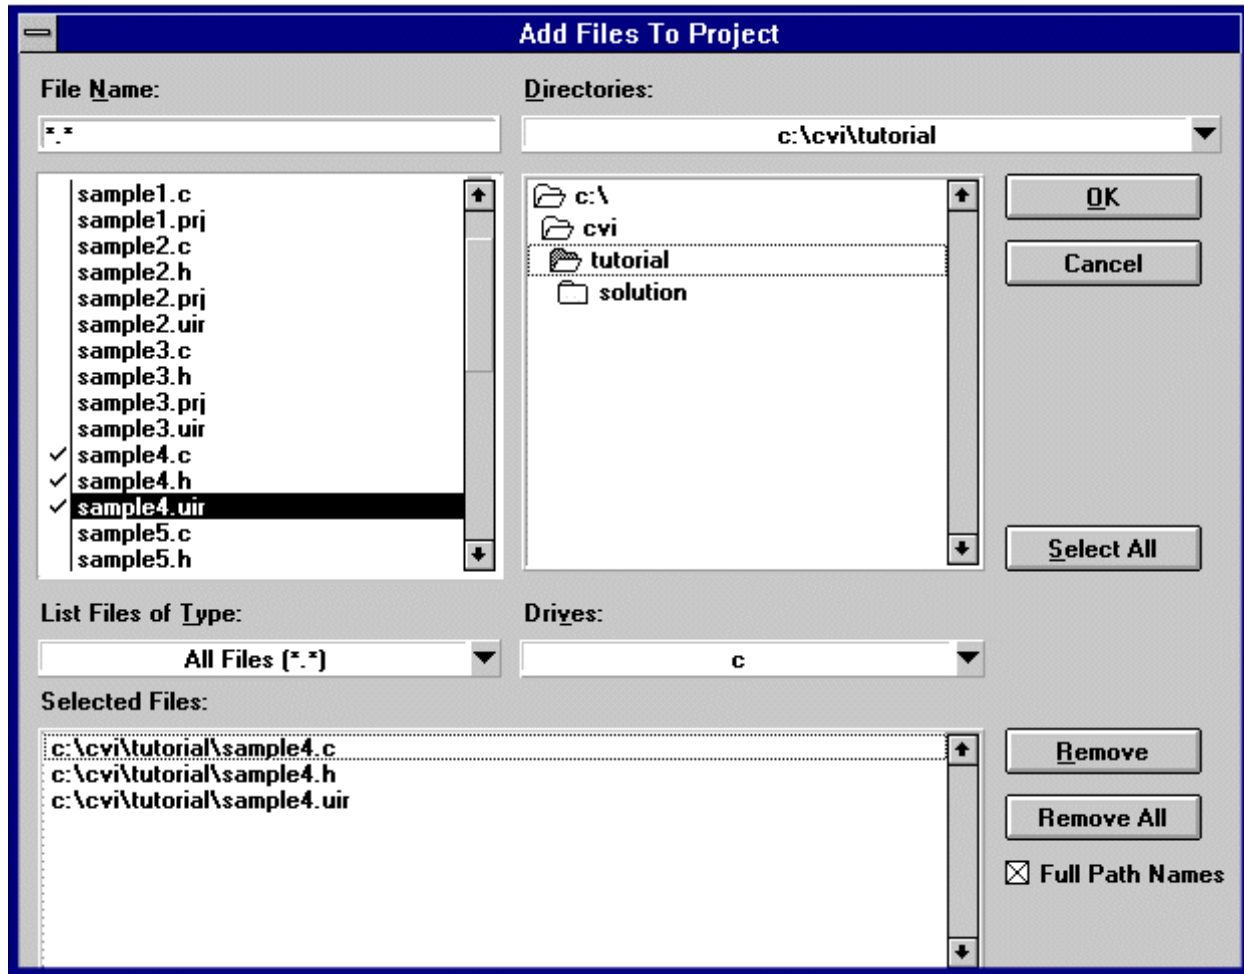 Add Files To Project
File Name:
Directories:
*.*
c:\cvi\tutorial
sample1.c
sample1.prj
sample2.c
sample2.h
sample2.prj
sample2.uir
sample3.c
sample3.h
sample3.prj
sample3.uir
sample4.c
sample4.h
sample4.uir
sample5.c
sample5.h
c:\
cvi
tutorial
solution
OK
Cancel
Select All
List Files of Type:
Drives:
All Files (*.*)
c
Selected Files:
c:\cvi\tutorial\sample4.c
c:\cvi\tutorial\sample4.h
c:\cvi\tutorial\sample4.uir
Remove
Remove All
Full Path Names